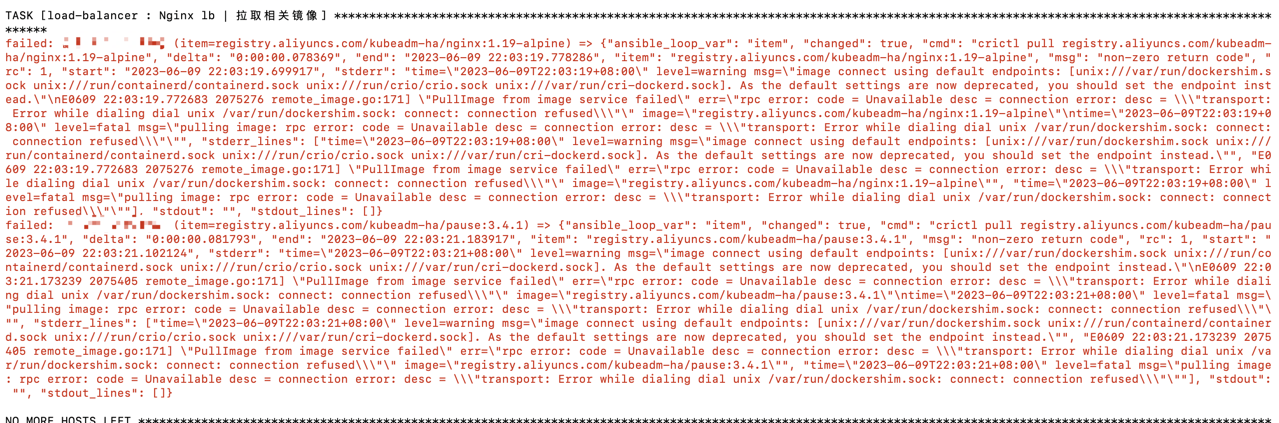 TASK [load-balancer : Nginx lb | 拉取相关镜像] ****************************************************************************************************************************************
******
failed: (item=registry.aliyuncs.com/kubeadm-ha/nginx:1.19-alpine) => {"ansible_loop_var": "item", "changed": true, "cmd": "crictl pull registry.aliyuncs.com/kubeadm-
ha/nginx:1.19-alpine", "delta": "0:00:00.078369", "end": "2023-06-09 22:03:19.778286", "item": "registry.aliyuncs.com/kubeadm-ha/nginx:1.19-alpine", "msg": "non-zero return code", "
rc": 1, "start": "2023-06-09 22:03:19.699917", "stderr": "time=\"2023-06-09T22:03:19+08:00\" level=warning msg=\"image connect using default endpoints: [unix:///var/run/dockershim.s
ock unix:///run/containerd/containerd.sock unix:///run/crio/crio.sock unix:///var/run/cri-dockerd.sock]. As the default settings are now deprecated, you should set the endpoint inst
ead.\"\nE0609 22:03:19.772683 2075276 remote_image.go:171] \"PullImage from image service failed\" err=\"rpc error: code = Unavailable desc = connection error: desc = \\\"transport:
 Error while dialing dial unix /var/run/dockershim.sock: connect: connection refused\\\"\" image=\"registry.aliyuncs.com/kubeadm-ha/nginx:1.19-alpine\"\ntime=\"2023-06-09T22:03:19+0
8:00\" level=fatal msg=\"pulling image: rpc error: code = Unavailable desc = connection error: desc = \\\"transport: Error while dialing dial unix /var/run/dockershim.sock: connect:
 connection refused\\\"\"", "stderr_lines": ["time=\"2023-06-09T22:03:19+08:00\" level=warning msg=\"image connect using default endpoints: [unix:///var/run/dockershim.sock unix:///
run/containerd/containerd.sock unix:///run/crio/crio.sock unix:///var/run/cri-dockerd.sock]. As the default settings are now deprecated, you should set the endpoint instead.\"", "E0
609 22:03:19.772683 2075276 remote_image.go:171] \"PullImage from image service failed\" err=\"rpc error: code = Unavailable desc = connection error: desc = \\\"transport: Error whi
le dialing dial unix /var/run/dockershim.sock: connect: connection refused\\\"\" image=\"registry.aliyuncs.com/kubeadm-ha/nginx:1.19-alpine\"", "time=\"2023-06-09T22:03:19+08:00\" l
evel=fatal msg=\"pulling image: rpc error: code = Unavailable desc = connection error: desc = \\\"transport: Error while dialing dial unix /var/run/dockershim.sock: connect: connect
ion refused\\\"\""], "stdout": "", "stdout_lines": []}
failed: (item=registry.aliyuncs.com/kubeadm-ha/pause:3.4.1) => {"ansible_loop_var": "item", "changed": true, "cmd": "crictl pull registry.aliyuncs.com/kubeadm-ha/pau
se:3.4.1", "delta": "0:00:00.081793", "end": "2023-06-09 22:03:21.183917", "item": "registry.aliyuncs.com/kubeadm-ha/pause:3.4.1", "msg": "non-zero return code", "rc": 1, "start": "
2023-06-09 22:03:21.102124", "stderr": "time=\"2023-06-09T22:03:21+08:00\" level=warning msg=\"image connect using default endpoints: [unix:///var/run/dockershim.sock unix:///run/co
ntainerd/containerd.sock unix:///run/crio/crio.sock unix:///var/run/cri-dockerd.sock]. As the default settings are now deprecated, you should set the endpoint instead.\"\nE0609 22:0
3:21.173239 2075405 remote_image.go:171] \"PullImage from image service failed\" err=\"rpc error: code = Unavailable desc = connection error: desc = \\\"transport: Error while diali
ng dial unix /var/run/dockershim.sock: connect: connection refused\\\"\" image=\"registry.aliyuncs.com/kubeadm-ha/pause:3.4.1\"\ntime=\"2023-06-09T22:03:21+08:00\" level=fatal msg=\
"pulling image: rpc error: code = Unavailable desc = connection error: desc = \\\"transport: Error while dialing dial unix /var/run/dockershim.sock: connect: connection refused\\\"\
"", "stderr_lines": ["time=\"2023-06-09T22:03:21+08:00\" level=warning msg=\"image connect using default endpoints: [unix:///var/run/dockershim.sock unix:///run/containerd/container
d.sock unix:///run/crio/crio.sock unix:///var/run/cri-dockerd.sock]. As the default settings are now deprecated, you should set the endpoint instead.\"", "E0609 22:03:21.173239 2075
405 remote_image.go:171] \"PullImage from image service failed\" err=\"rpc error: code = Unavailable desc = connection error: desc = \\\"transport: Error while dialing dial unix /va
r/run/dockershim.sock: connect: connection refused\\\"\" image=\"registry.aliyuncs.com/kubeadm-ha/pause:3.4.1\"", "time=\"2023-06-09T22:03:21+08:00\" level=fatal msg=\"pulling image
: rpc error: code = Unavailable desc = connection error: desc = \\\"transport: Error while dialing dial unix /var/run/dockershim.sock: connect: connection refused\\\"\""], "stdout":
 "", "stdout_lines": []}
NO MORE HOSTS LEFT ******************************************************************************************************************************************************************